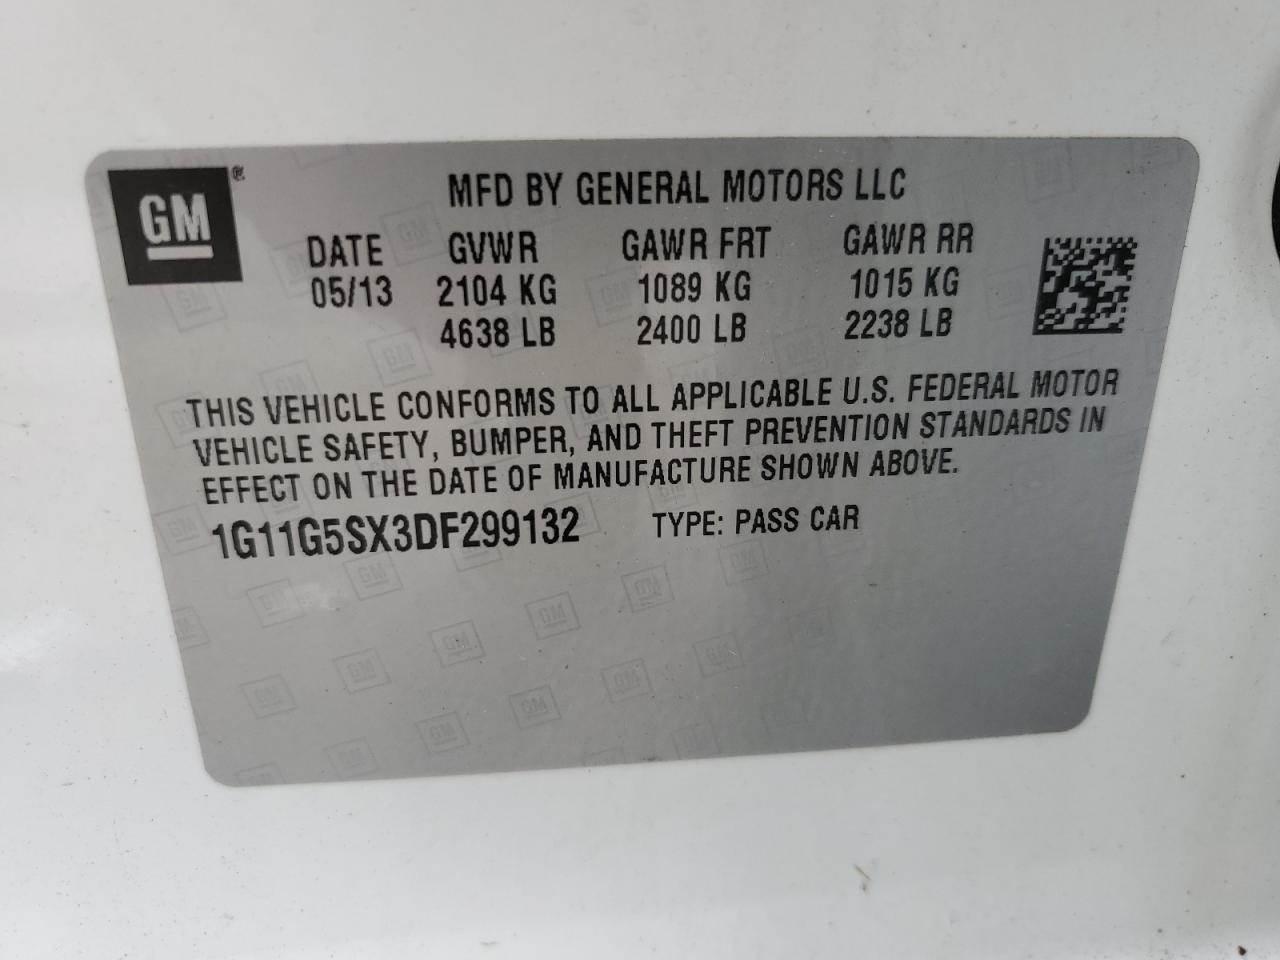 GM®
MFD BY GENERAL MOTORS LLC
DATE GVWR GAWR FRT GAWR RR
05/13 2104 KG 1089 KG 1015 KG
4638 LB 2400 LB 2238 LB
THIS VEHICLE CONFORMS TO ALL APPLICABLE U.S. FEDERAL MOTOR
VEHICLE SAFETY, BUMPER, AND THEFT PREVENTION STANDARDS IN
EFFECT ON THE DATE OF MANUFACTURE SHOWN ABOVE.
1G11G5SX3DF299132 TYPE: PASS CAR